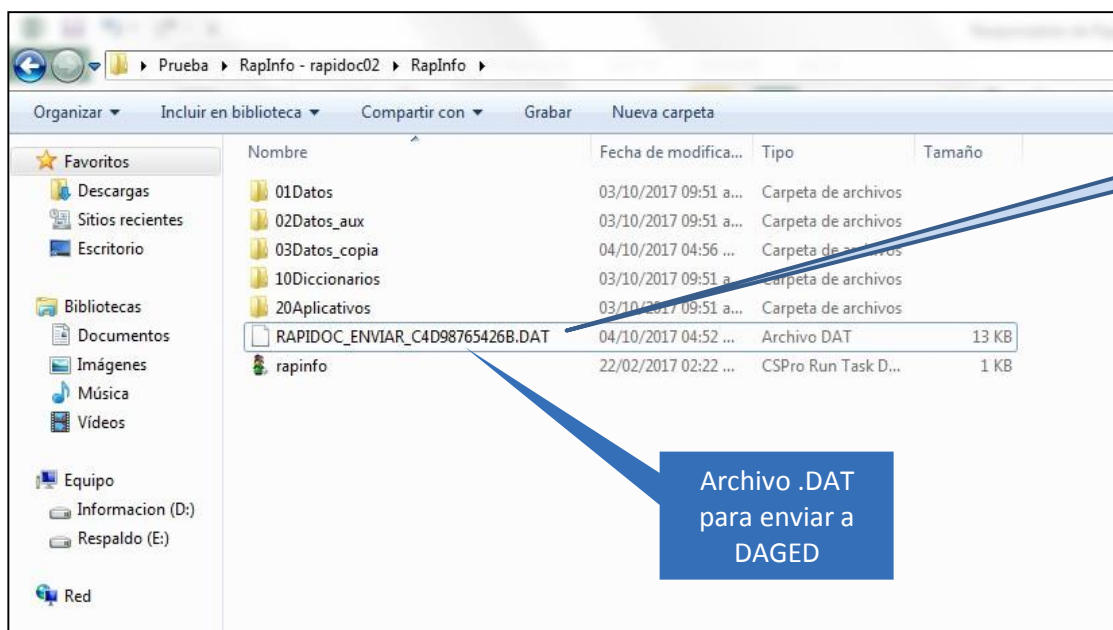 Prueba ▸ RapInfo - rapidoc02 ▸ RapInfo ▸
Organizar Incluir en biblioteca Compartir con Grabar Nueva carpeta
Nombre Fecha de modifica... Tipo Tamaño
Favoritos
Descargas
Sitios recientes
Escritorio
Bibliotecas
Documentos
Imágenes
Música
Vídeos
Equipo
Informacion (D:)
Respaldo (E:)
Red
01Datos 03/10/2017 09:51 a... Carpeta de archivos
02Datos_aux 03/10/2017 09:51 a... Carpeta de archivos
03Datos_copia 04/10/2017 04:56 ... Carpeta de archivos
10Diccionarios 03/10/2017 09:51 a... Carpeta de archivos
20Aplicativos 03/10/2017 09:51 a... Carpeta de archivos
RAPIDOC_ENVIAR_C4D98765426B.DAT 04/10/2017 04:52 ... Archivo DAT 13 KB
rapinfo 22/02/2017 02:22 ... CSPro Run Task D... 1 KB
Archivo .DAT
para enviar a
DAGED